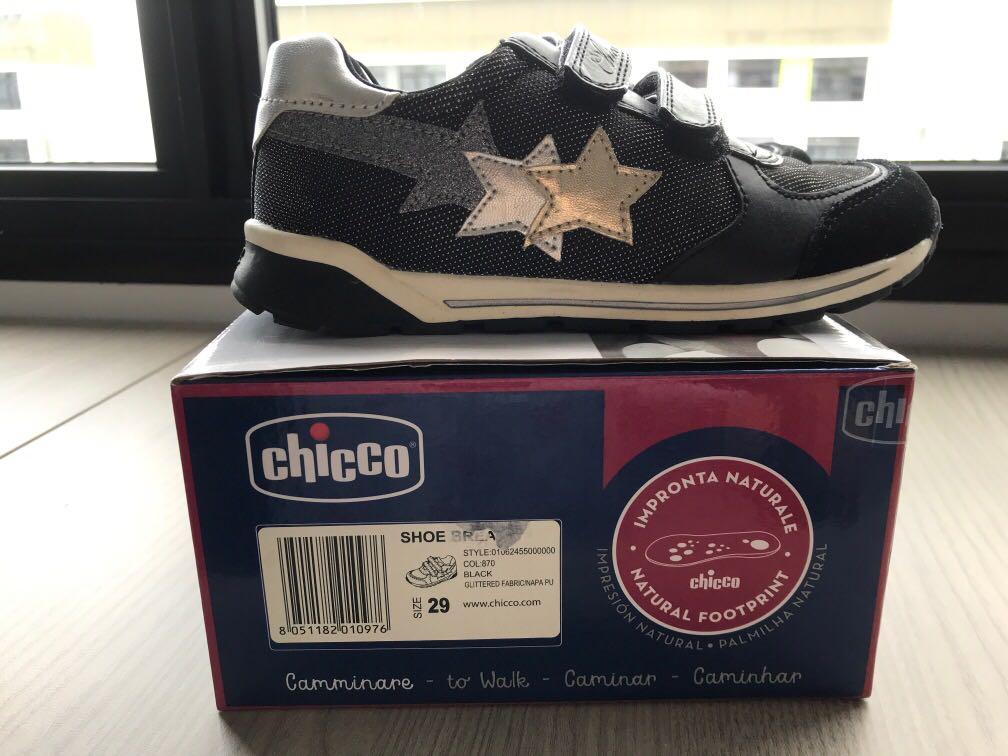 chicco®
chi
SHOE BREA
STYLE:01062455000000
COL:870
BLACK
GLITTERED FABRIC/NAPA PU
SIZE 29 www.chicco.com
8 051182 010976
IMPRONTA NATURALE
chicco
NATURAL FOOTPRINT
IMPRESIÓN NATURAL • PALMILHA NATURAL
Camminare - to Walk - Caminar - Caminhar